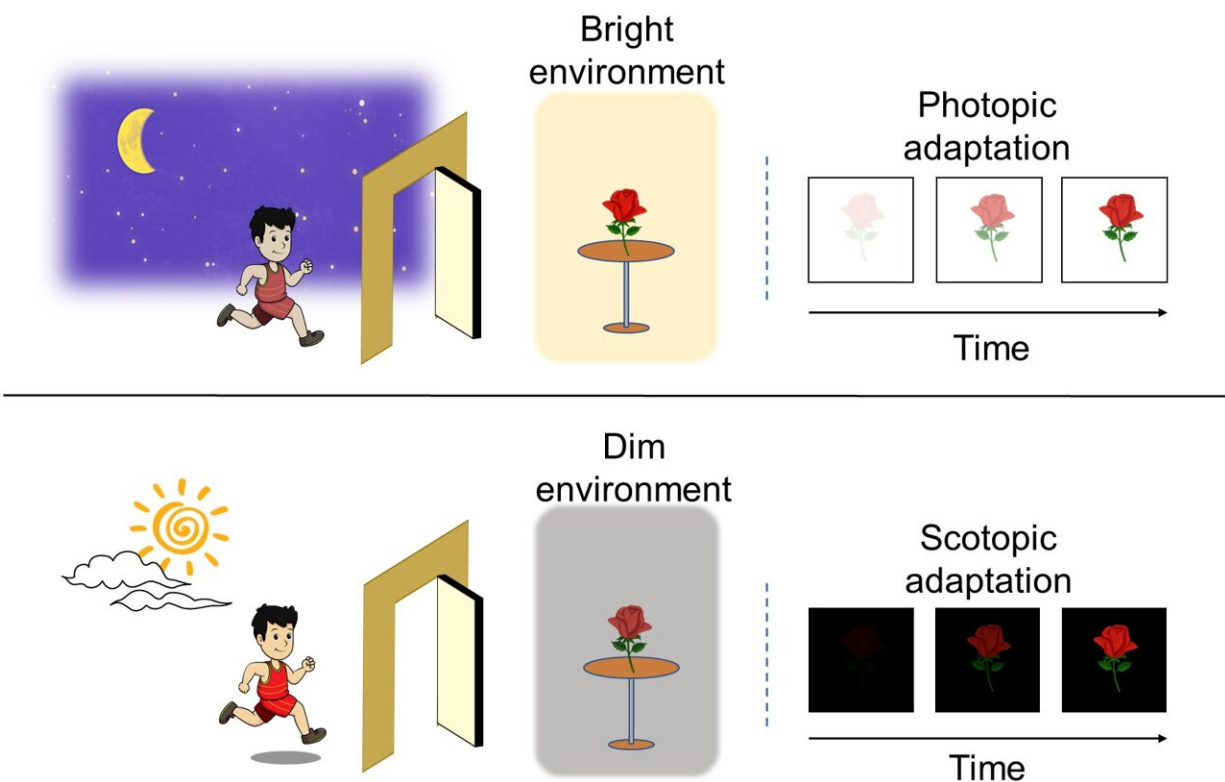 Bright
environment
Photopic
adaptation
Time
Dim
environment
Scotopic
adaptation
Time